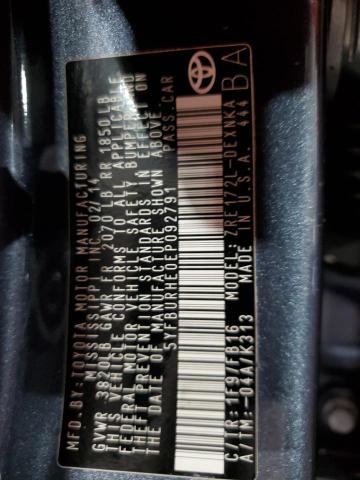 MFD. BY: TOYOTA MOTOR MANUFACTURING
MISSISSIPPI, INC. 02/14
GVWR 3820LB GAWR FR 2070LB RR 1850LB
THIS VEHICLE CONFORMS TO ALL APPLICABLE
FEDERAL MOTOR VEHICLE SAFETY, BUMPER, AND
THEFT PREVENTION STANDARDS IN EFFECT ON
THE DATE OF MANUFACTURE SHOWN ABOVE.
5YFBURHE0EP092791 PASS. CAR
C/TR: 1F9/FB16 MODEL: ZRE172L-DEXNKA
A/TM: -04A/K313 MADE IN U.S.A. 444
BA